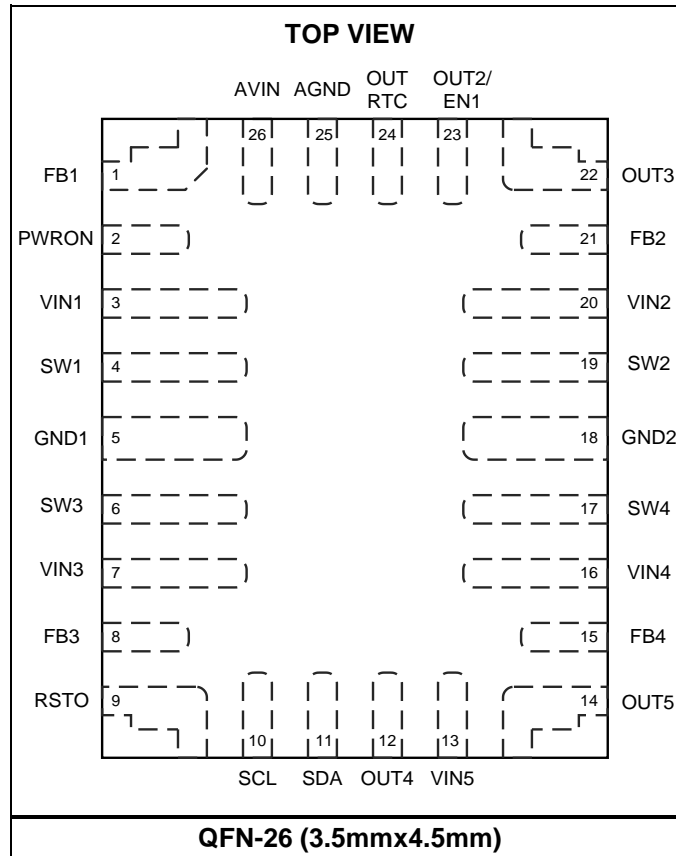 TOP VIEW
AVIN AGND OUT RTC OUT2/ EN1
26 25 24 23
FB1 1 22 OUT3
PWRON 2 21 FB2
VIN1 3 20 VIN2
SW1 4 19 SW2
GND1 5 18 GND2
SW3 6 17 SW4
VIN3 7 16 VIN4
FB3 8 15 FB4
RSTO 9 14 OUT5
10 11 12 13
SCL SDA OUT4 VIN5
QFN-26 (3.5mmx4.5mm)